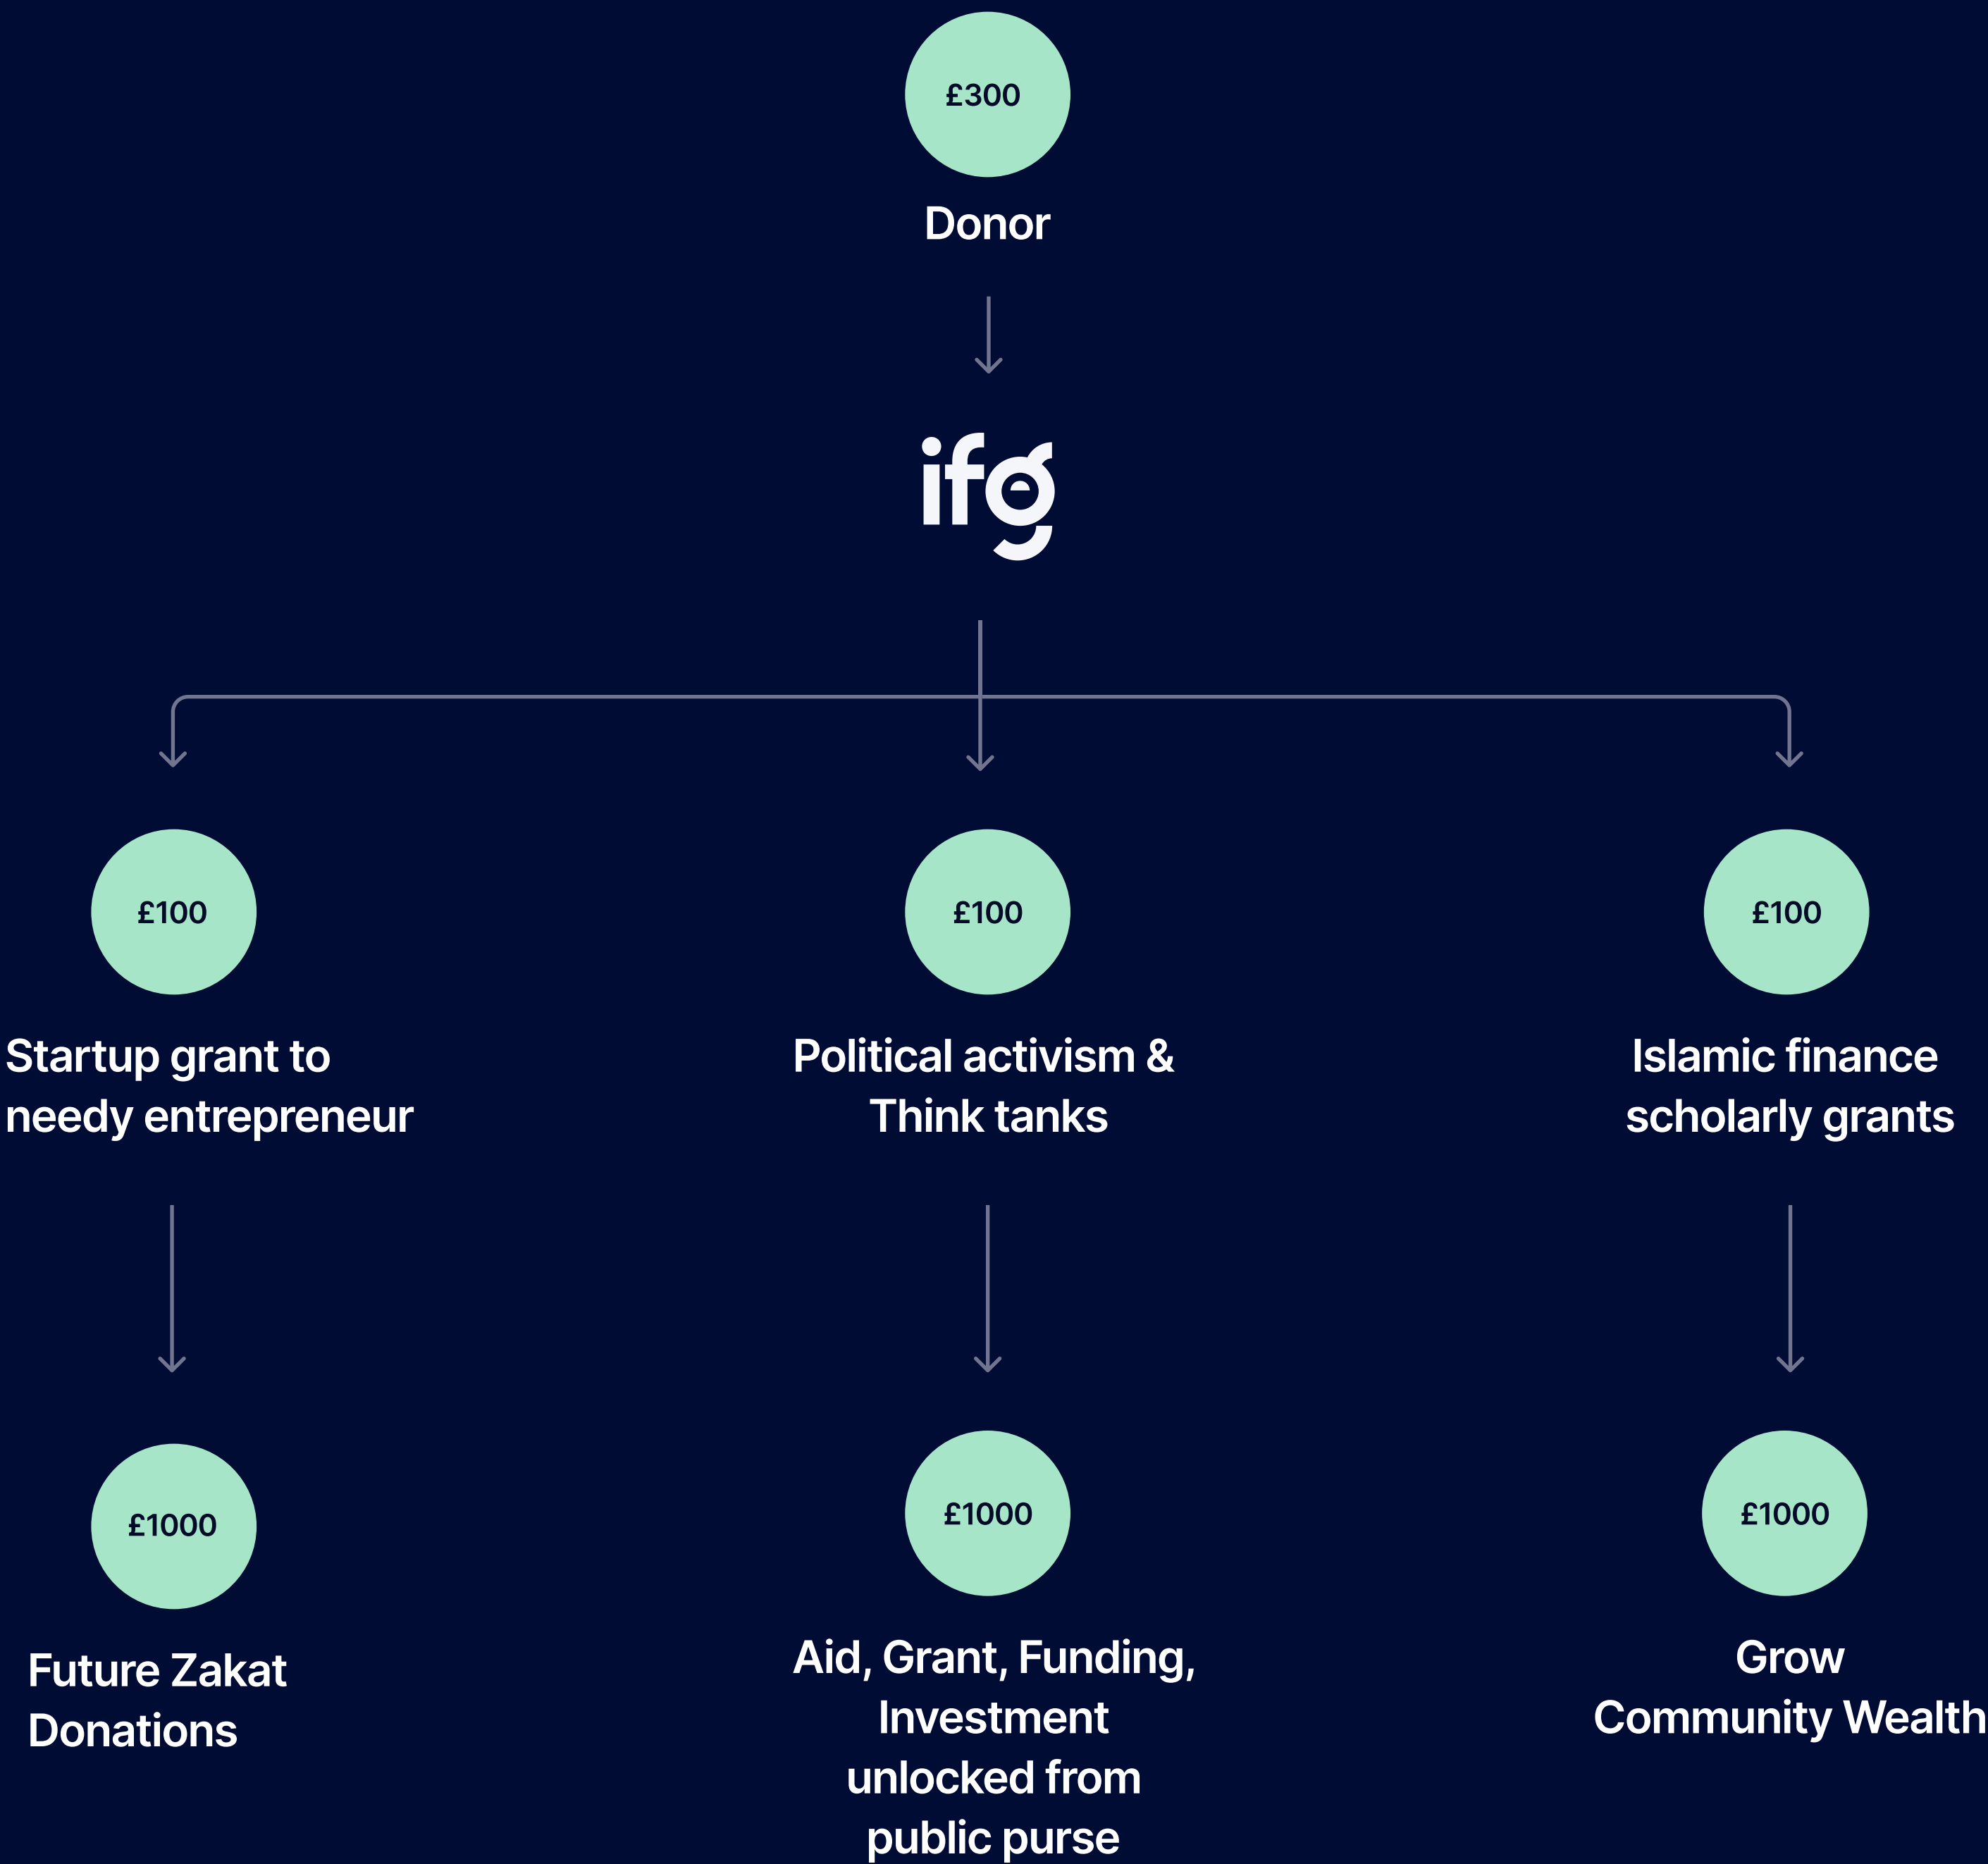 £300
Donor
ifg
£100
£100
£100
Startup grant to
needy entrepreneur
Political activism &
Think tanks
Islamic finance
scholarly grants
£1000
£1000
£1000
Future Zakat
Donations
Aid, Grant, Funding,
Investment
unlocked from
public purse
Grow
Community Wealth